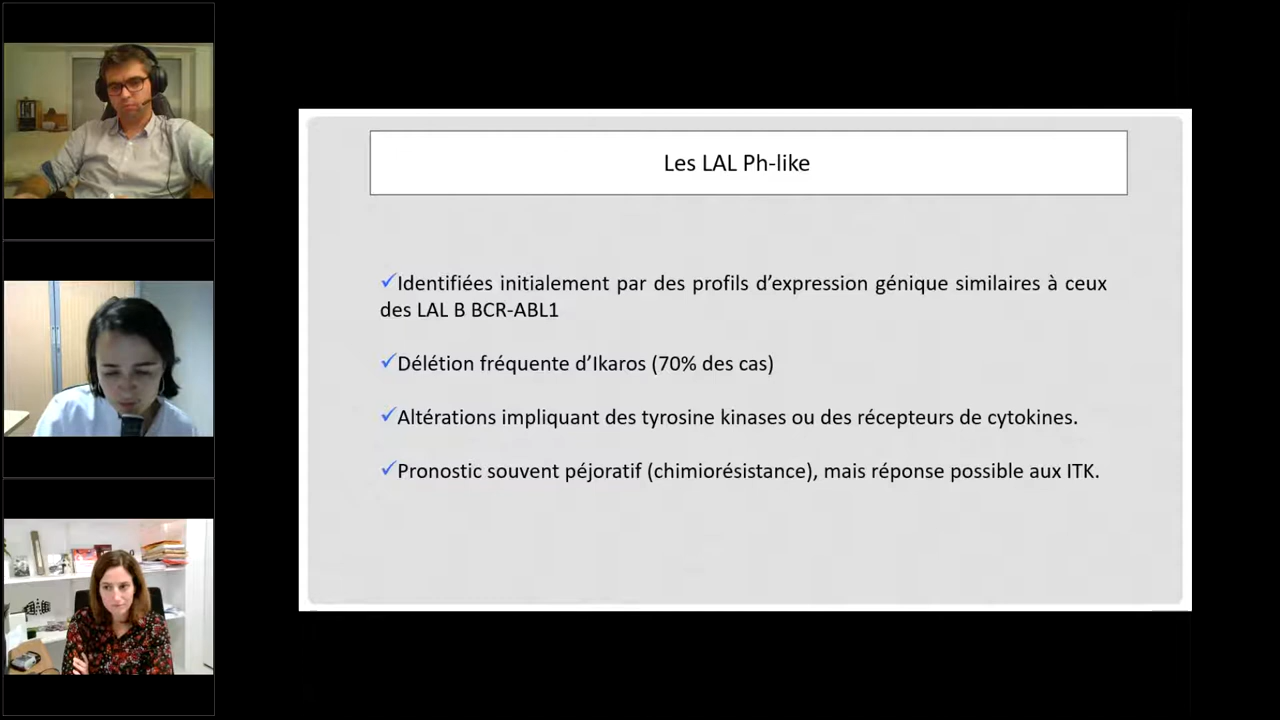 Les LAL Ph-like
✓Identifiées initialement par des profils d’expression génique similaires à ceux
des LAL B BCR-ABL1
✓Délétion fréquente d’Ikaros (70% des cas)
✓Altérations impliquant des tyrosine kinases ou des récepteurs de cytokines.
✓Pronostic souvent péjoratif (chimiorésistance), mais réponse possible aux ITK.